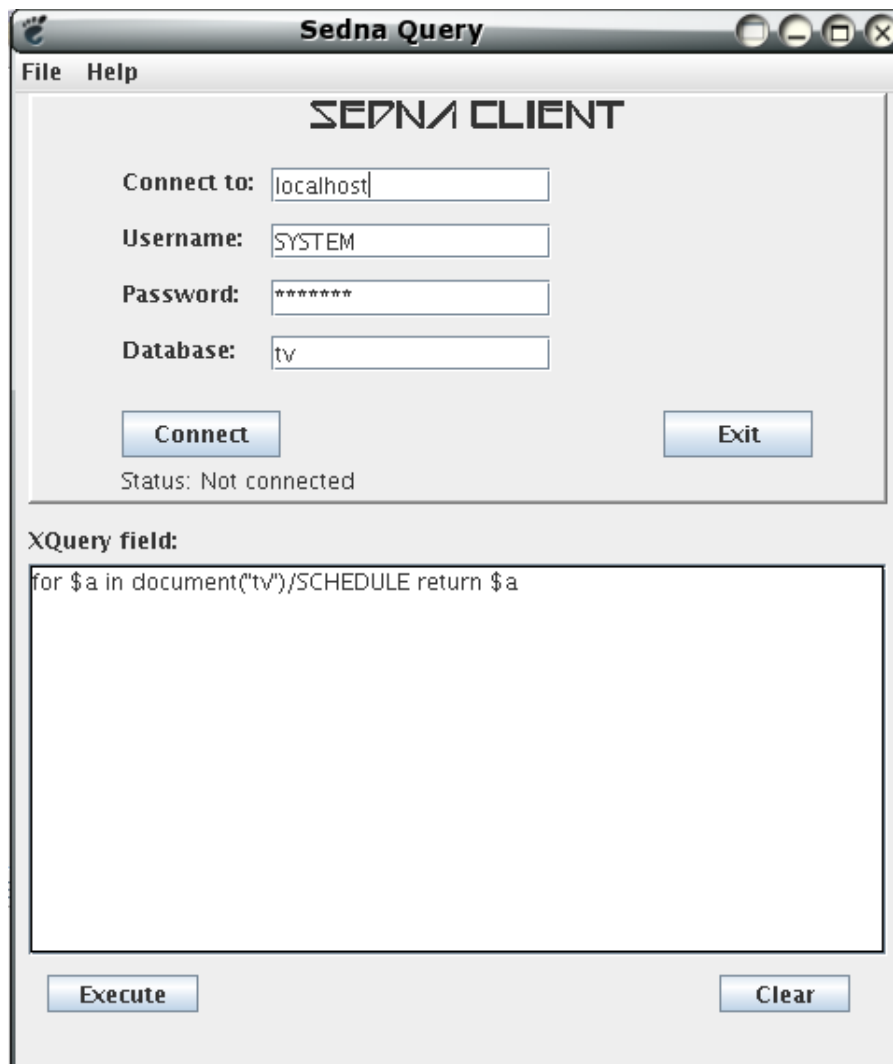 Sedna Query
File Help
SEDNA CLIENT
Connect to: localhost
Username: SYSTEM
Password: *******
Database: tv
Connect Exit
Status: Not connected
XQuery field:
for $a in document("tv")/SCHEDULE return $a
Execute Clear